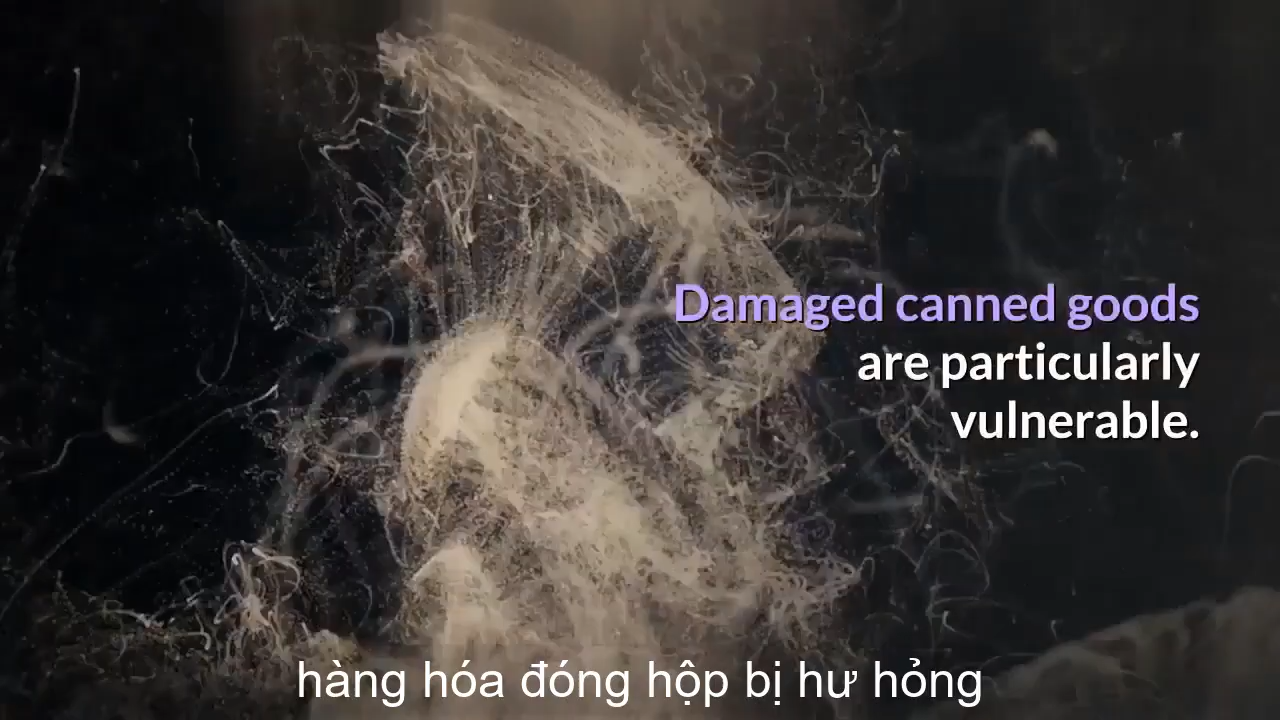 Damaged canned goods
are particularly
vulnerable.
hàng hóa đóng hộp bị hư hỏng